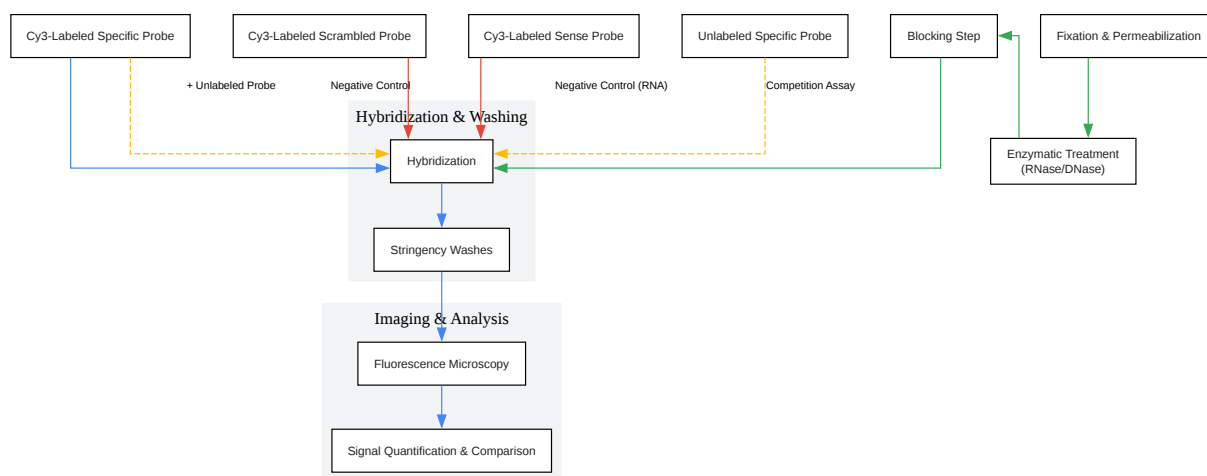 Cy3-Labeled Specific Probe
Cy3-Labeled Scrambled Probe
Cy3-Labeled Sense Probe
Unlabeled Specific Probe
Blocking Step
Fixation & Permeabilization
+ Unlabeled Probe
Negative Control
Negative Control (RNA)
Competition Assay
Hybridization & Washing
Hybridization
Enzymatic Treatment
(RNase/DNase)
Stringency Washes
Imaging & Analysis
Fluorescence Microscopy
Signal Quantification & Comparison